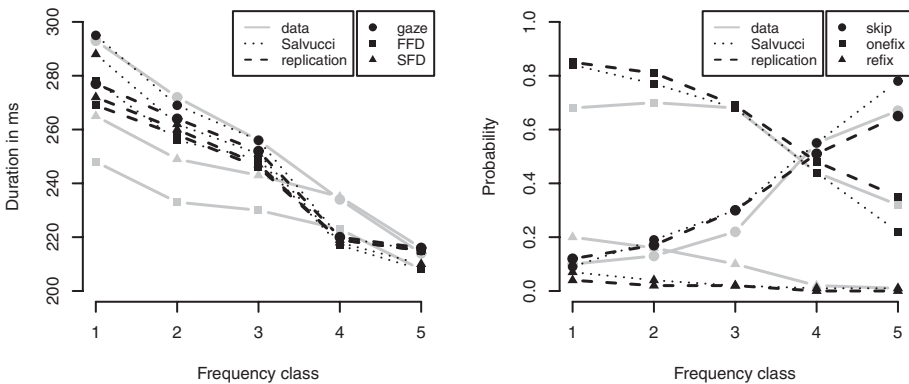 data
Salvucci
replication
gaze
FFD
SFD
Duration in ms
300
280
260
240
220
200
1 2 3 4 5
Frequency class
data
Salvucci
replication
skip
onefix
refix
Probability
1.0
0.8
0.6
0.4
0.2
0.0
1 2 3 4 5
Frequency class